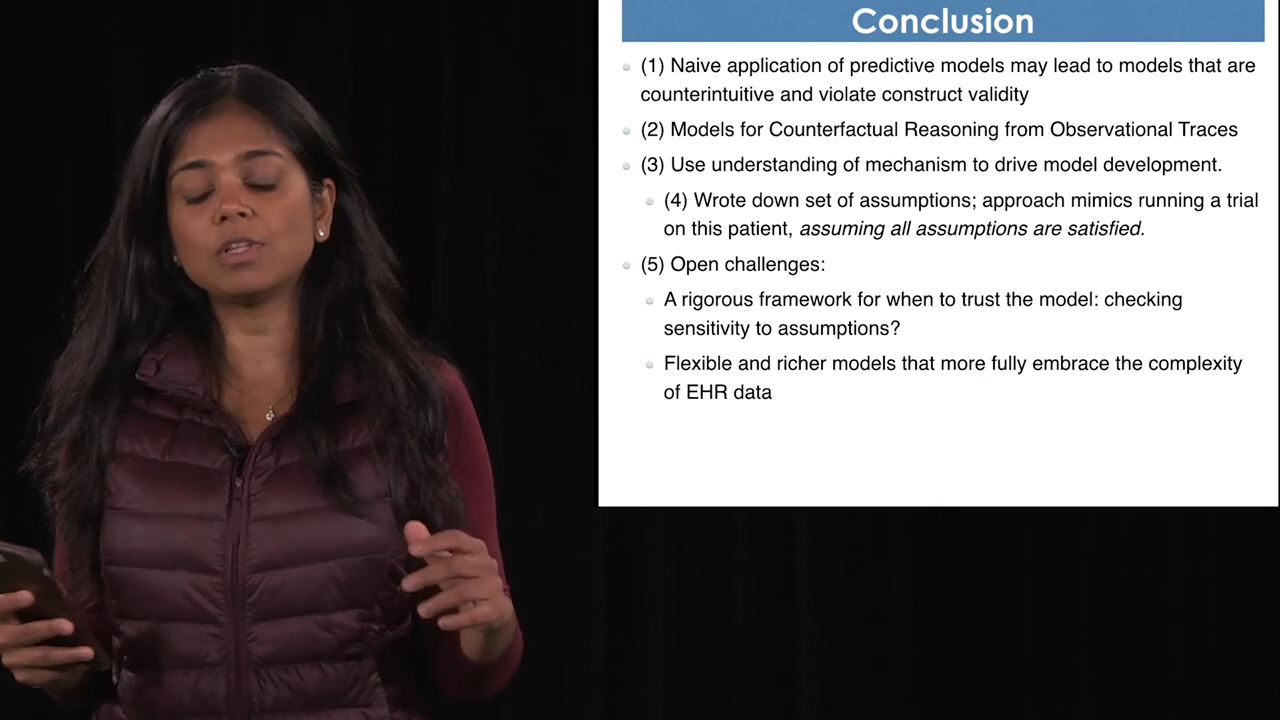 Conclusion
(1) Naive application of predictive models may lead to models that are
counterintuitive and violate construct validity
(2) Models for Counterfactual Reasoning from Observational Traces
(3) Use understanding of mechanism to drive model development.
(4) Wrote down set of assumptions; approach mimics running a trial
on this patient, assuming all assumptions are satisfied.
(5) Open challenges:
A rigorous framework for when to trust the model: checking
sensitivity to assumptions?
Flexible and richer models that more fully embrace the complexity
of EHR data